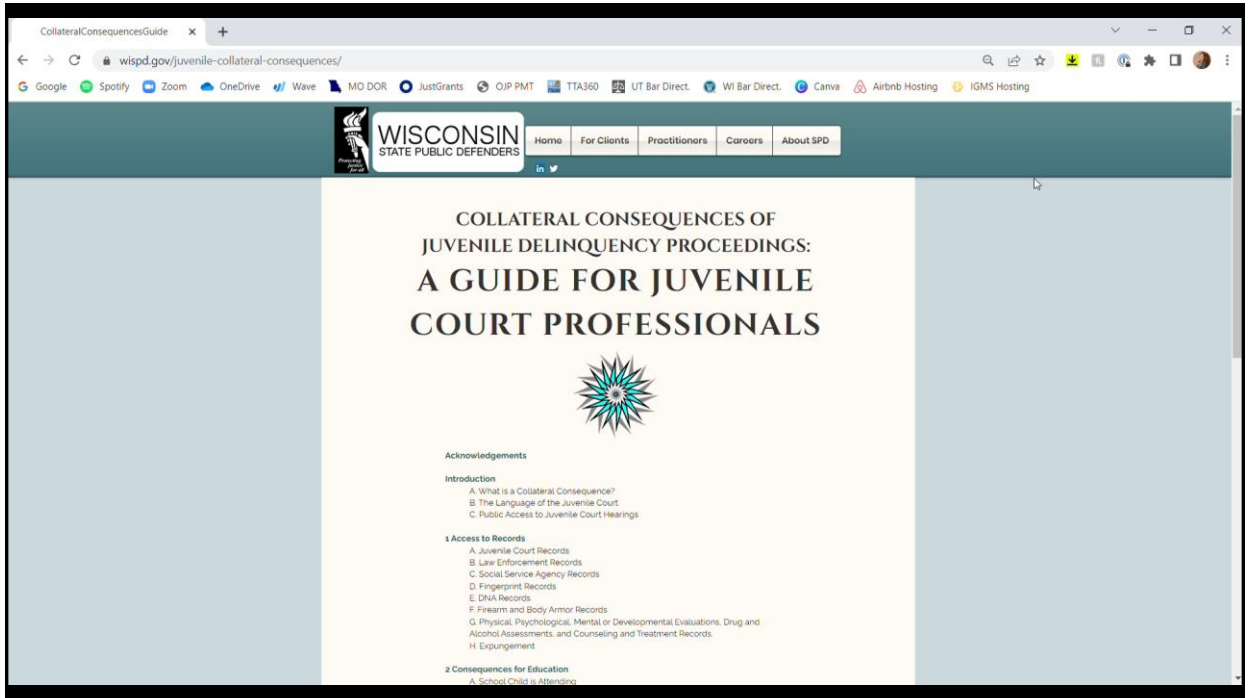 CollateralConsequencesGuide
wispd.gov/juvenile-collateral-consequences/
Google Spotify Zoom OneDrive Wave MO DOR JustGrants OJP PMT TTA360 UT Bar Direct. WI Bar Direct. Canva Airbnb Hosting IGMS Hosting
WISCONSIN
STATE PUBLIC DEFENDERS
Protecting
Justice
for all
Home For Clients Practitioners Careers About SPD
in
COLLATERAL CONSEQUENCES OF
JUVENILE DELINQUENCY PROCEEDINGS:
A GUIDE FOR JUVENILE
COURT PROFESSIONALS
Acknowledgements
Introduction
A. What is a Collateral Consequence?
B. The Language of the Juvenile Court
C. Public Access to Juvenile Court Hearings
1 Access to Records
A. Juvenile Court Records
B. Law Enforcement Records
C. Social Service Agency Records
D. Fingerprint Records
E. DNA Records
F. Firearm and Body Armor Records
G. Physical, Psychological, Mental or Developmental Evaluations, Drug and
Alcohol Assessments, and Counseling and Treatment Records.
H. Expungement
2 Consequences for Education
A. School Child is Attending